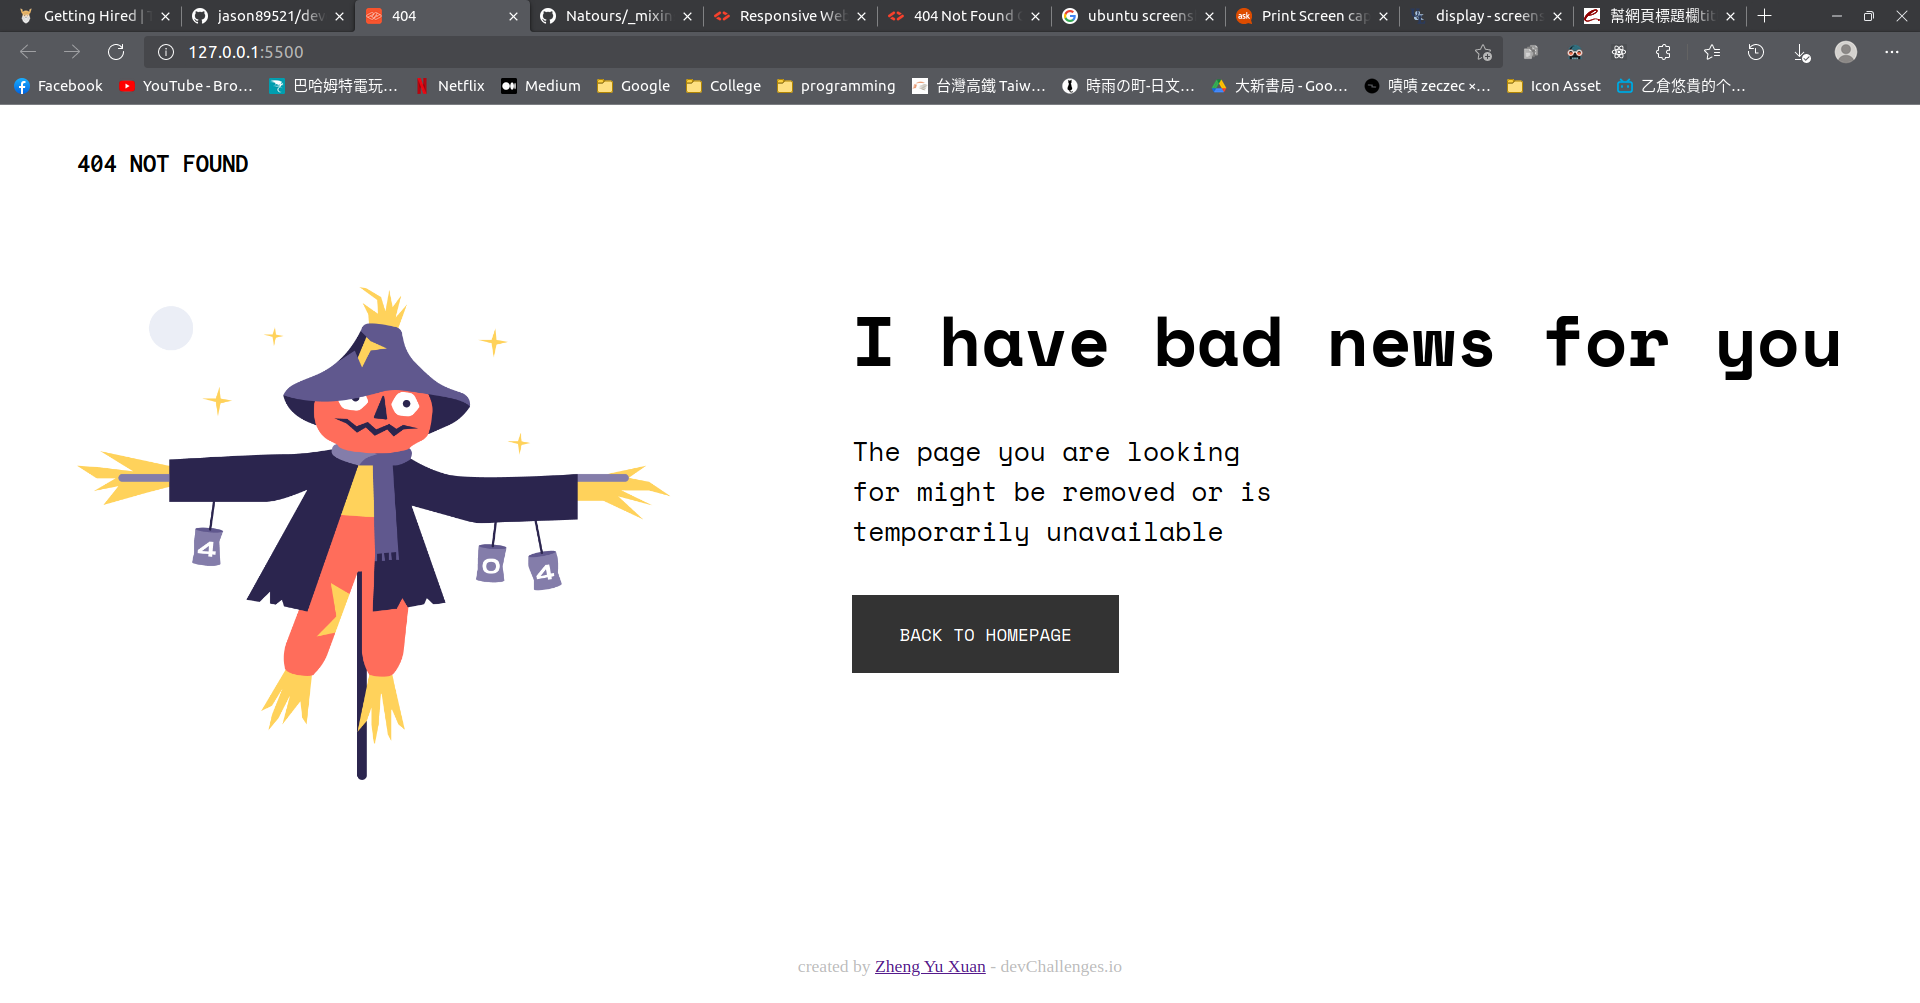 Getting Hired | T
jason89521/dev
404
Natours/_mixin
Responsive Web
404 Not Found C
ubuntu screens
Print Screen cap
display - screens
幫網頁標題欄tit
127.0.0.1:5500
Facebook
YouTube - Bro…
巴哈姆特電玩…
Netflix
Medium
Google
College
programming
台灣高鐵 Taiw…
時雨の町-日文…
大新書局 - Goo…
嘖嘖 zeczec ×…
Icon Asset
乙倉悠貴的个…
404 NOT FOUND
I have bad news for you
The page you are looking
for might be removed or is
temporarily unavailable
4
0
4
BACK TO HOMEPAGE
created by Zheng Yu Xuan - devChallenges.io